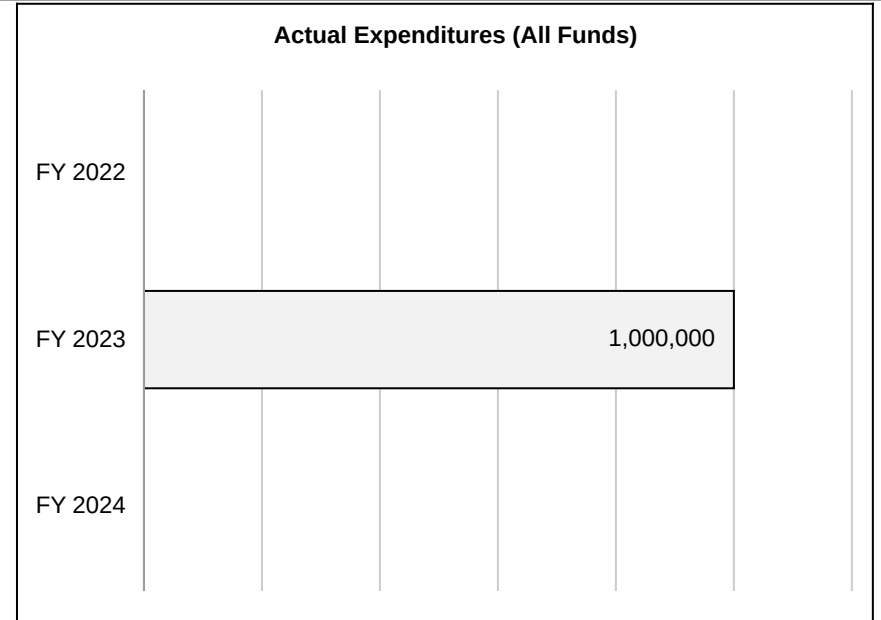 Actual Expenditures (All Funds)
FY 2022
FY 2023
1,000,000
FY 2024